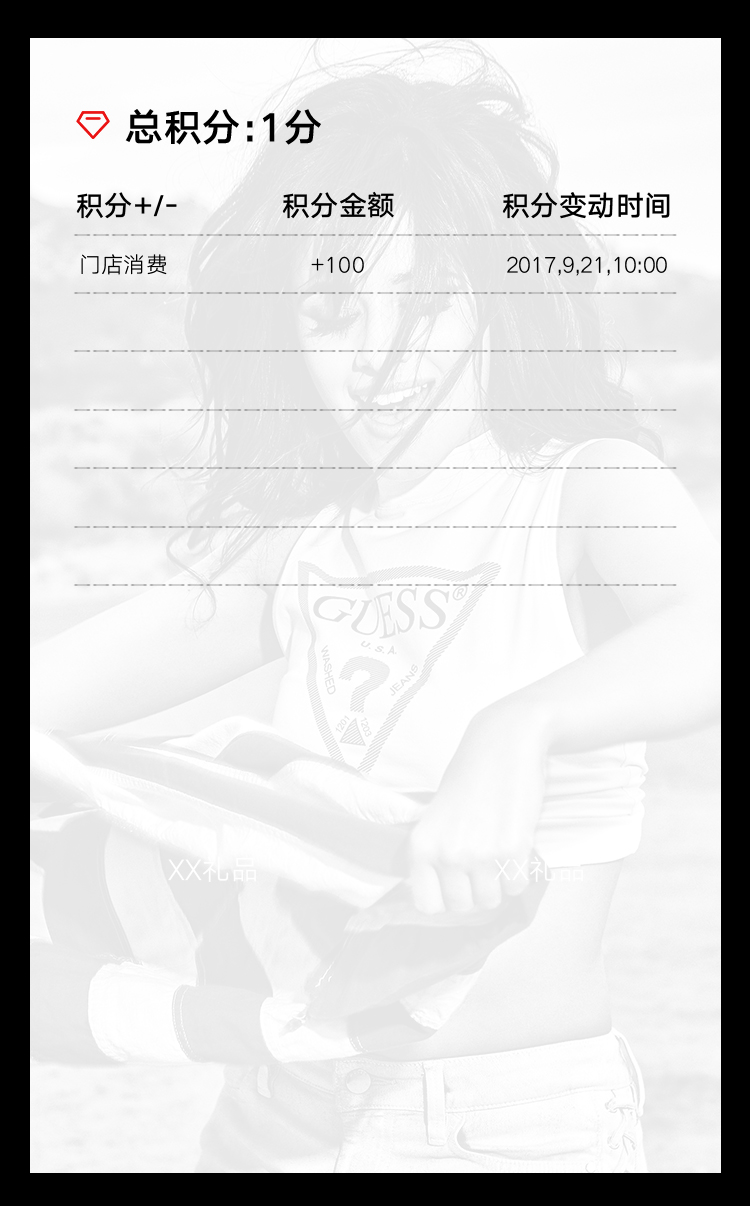 总积分:1分
积分+/- 积分金额 积分变动时间
门店消费 +100 2017,9,21,10:00
GUESS®
U.S.A.
WASHED ? JEANS
1201 1203
XX礼品 XX礼品